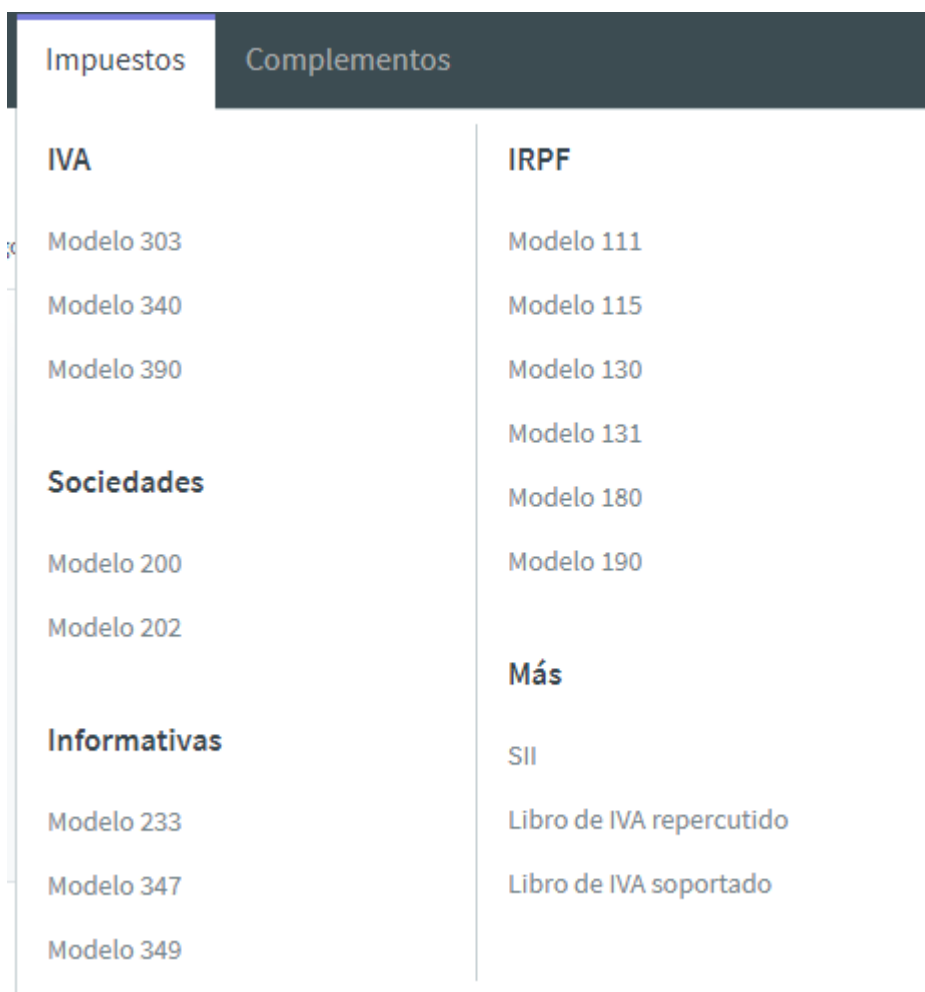 Impuestos Complementos
IVA
Modelo 303
Modelo 340
Modelo 390
Sociedades
Modelo 200
Modelo 202
Informativas
Modelo 233
Modelo 347
Modelo 349
IRPF
Modelo 111
Modelo 115
Modelo 130
Modelo 131
Modelo 180
Modelo 190
Más
SII
Libro de IVA repercutido
Libro de IVA soportado